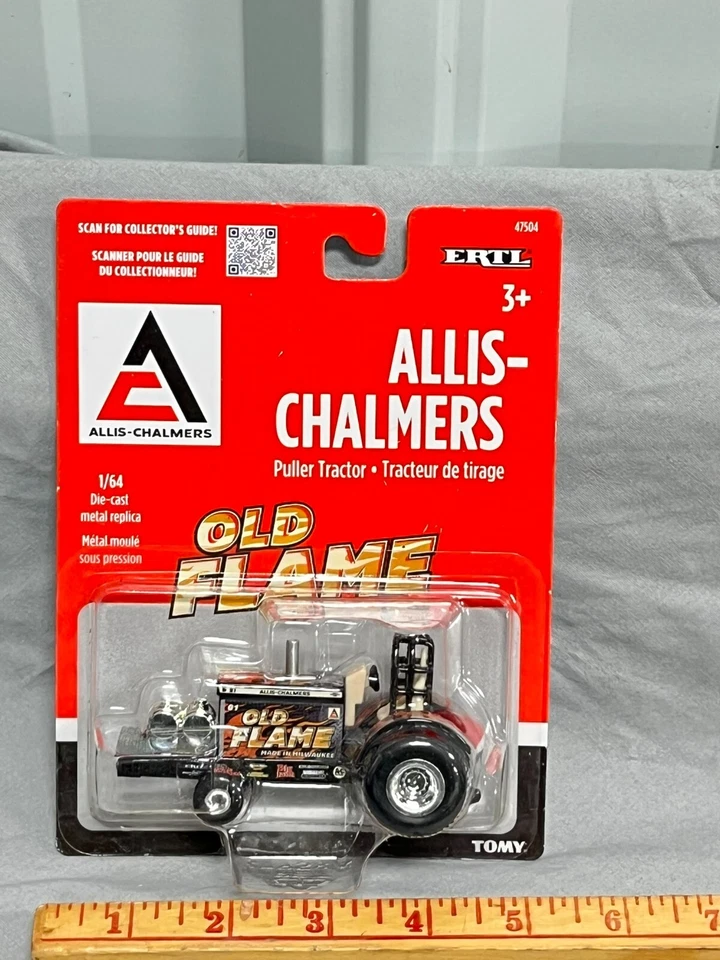 SCAN FOR COLLECTOR'S GUIDE!
SCANNER POUR LE GUIDE
DU COLLECTIONNEUR!
47504
ERTL
3+
ALLIS-CHALMERS
ALLIS-
CHALMERS
Puller Tractor • Tracteur de tirage
1/64
Die-cast
metal replica
Métal moulé
sous pression
OLD
FLAME
ALLIS-CHALMERS
OLD
FLAME
MADE IN MILWAUKEE
TOMY
1 2 3 4 5 6 7